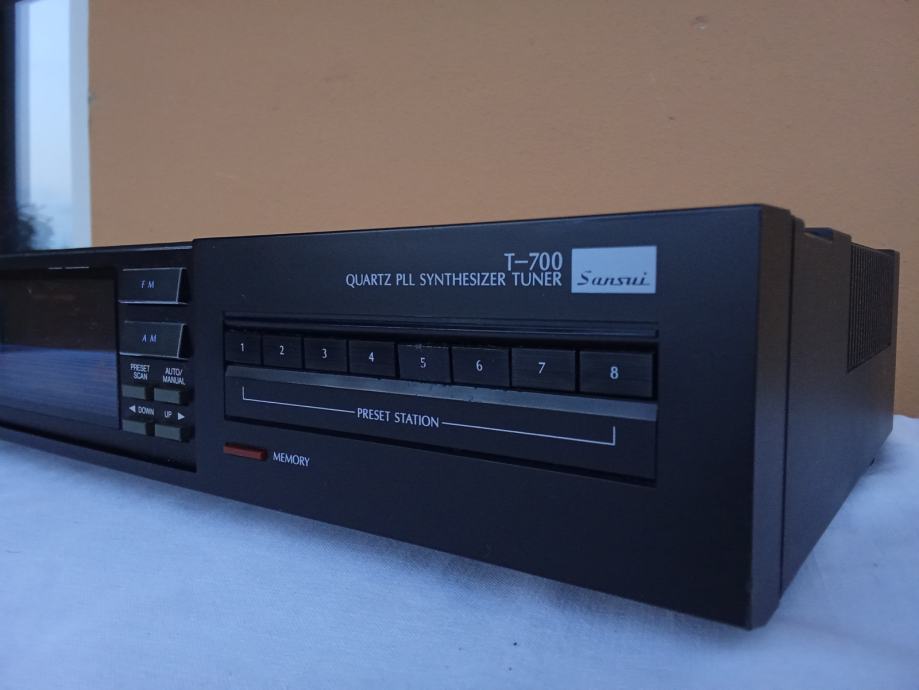 T-700
QUARTZ PLL SYNTHESIZER TUNER
Sansui
FM
AM
PRESET SCAN
AUTO/MANUAL
◀ DOWN UP ▶
1 2 3 4 5 6 7 8
PRESET STATION
MEMORY